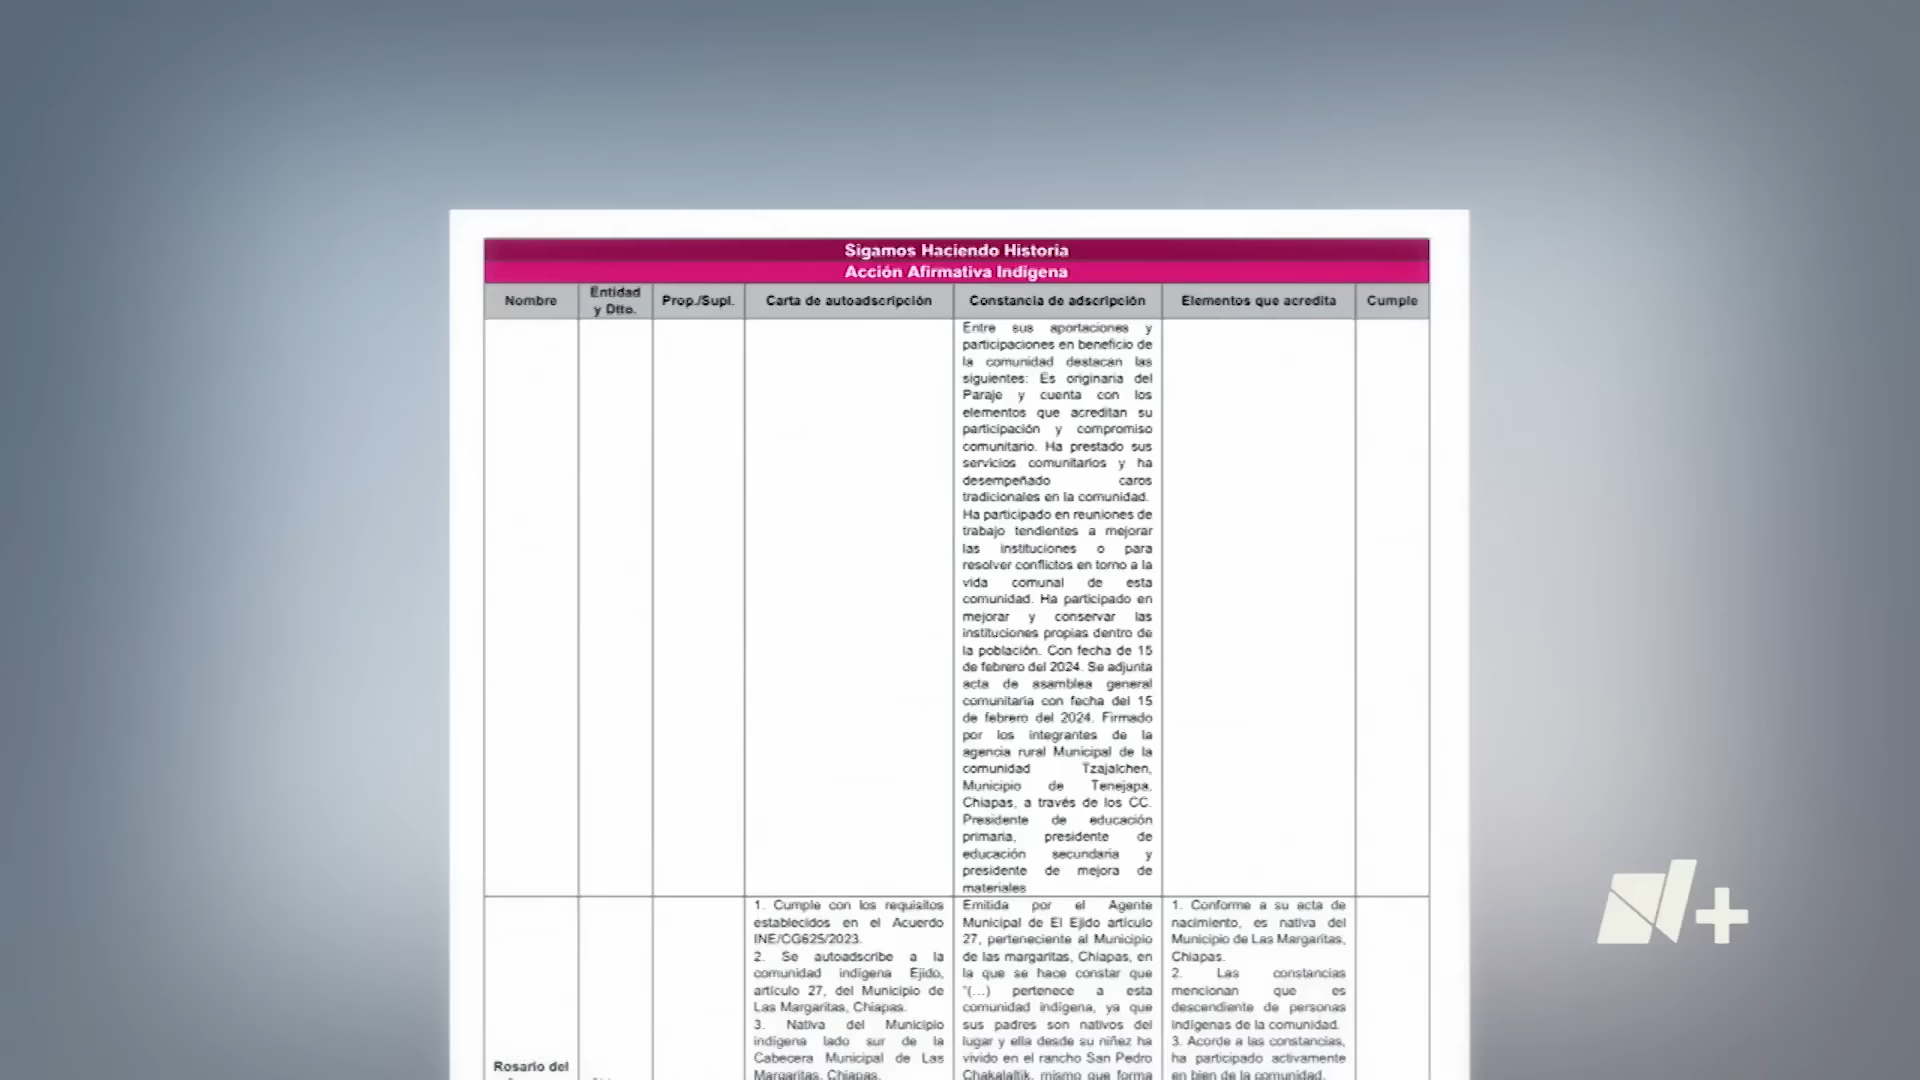 Sigamos Haciendo Historia
Acción Afirmativa Indígena
Nombre
Entidad
y Dtto.
Prop./Supl.
Carta de autoadscripción
Constancia de adscripción
Elementos que acredita
Cumple
Entre sus aportaciones y
participaciones en beneficio de
la comunidad destacan las
siguientes: Es originaria del
Paraje y cuenta con los
elementos que acreditan su
participación y compromiso
comunitario. Ha prestado sus
servicios comunitarios y ha
desempeñado caros
tradicionales en la comunidad.
Ha participado en reuniones de
trabajo tendientes a mejorar
las instituciones o para
resolver conflictos en torno a la
vida comunal de esta
comunidad. Ha participado en
mejorar y conservar las
instituciones propias dentro de
la población. Con fecha de 15
de febrero del 2024. Se adjunta
acta de asamblea general
comunitaria con fecha del 15
de febrero del 2024. Firmado
por los integrantes de la
agencia rural Municipal de la
comunidad Tzajalchen,
Municipio de Tenejapa,
Chiapas, a través de los CC.
Presidente de educación
primaria, presidente de
educación secundaria y
presidente de mejora de
materiales
Rosario del
1. Cumple con los requisitos
establecidos en el Acuerdo
INE/CG625/2023.
2. Se autoadscribe a la
comunidad indígena Ejido,
artículo 27, del Municipio de
Las Margaritas, Chiapas.
3. Nativa del Municipio
indígena lado sur de la
Cabecera Municipal de Las
Margaritas, Chiapas.
Emitida por el Agente
Municipal de El Ejido artículo
27, perteneciente al Municipio
de las margaritas, Chiapas, en
la que se hace constar que
"(...) pertenece a esta
comunidad indígena, ya que
sus padres son nativos del
lugar y ella desde su niñez ha
vivido en el rancho San Pedro
Chakalaltik, mismo que forma
1. Conforme a su acta de
nacimiento, es nativa del
Municipio de Las Margaritas,
Chiapas.
2. Las constancias
mencionan que es
descendiente de personas
indígenas de la comunidad.
3. Acorde a las constancias,
ha participado activamente
en bien de la comunidad.
N+